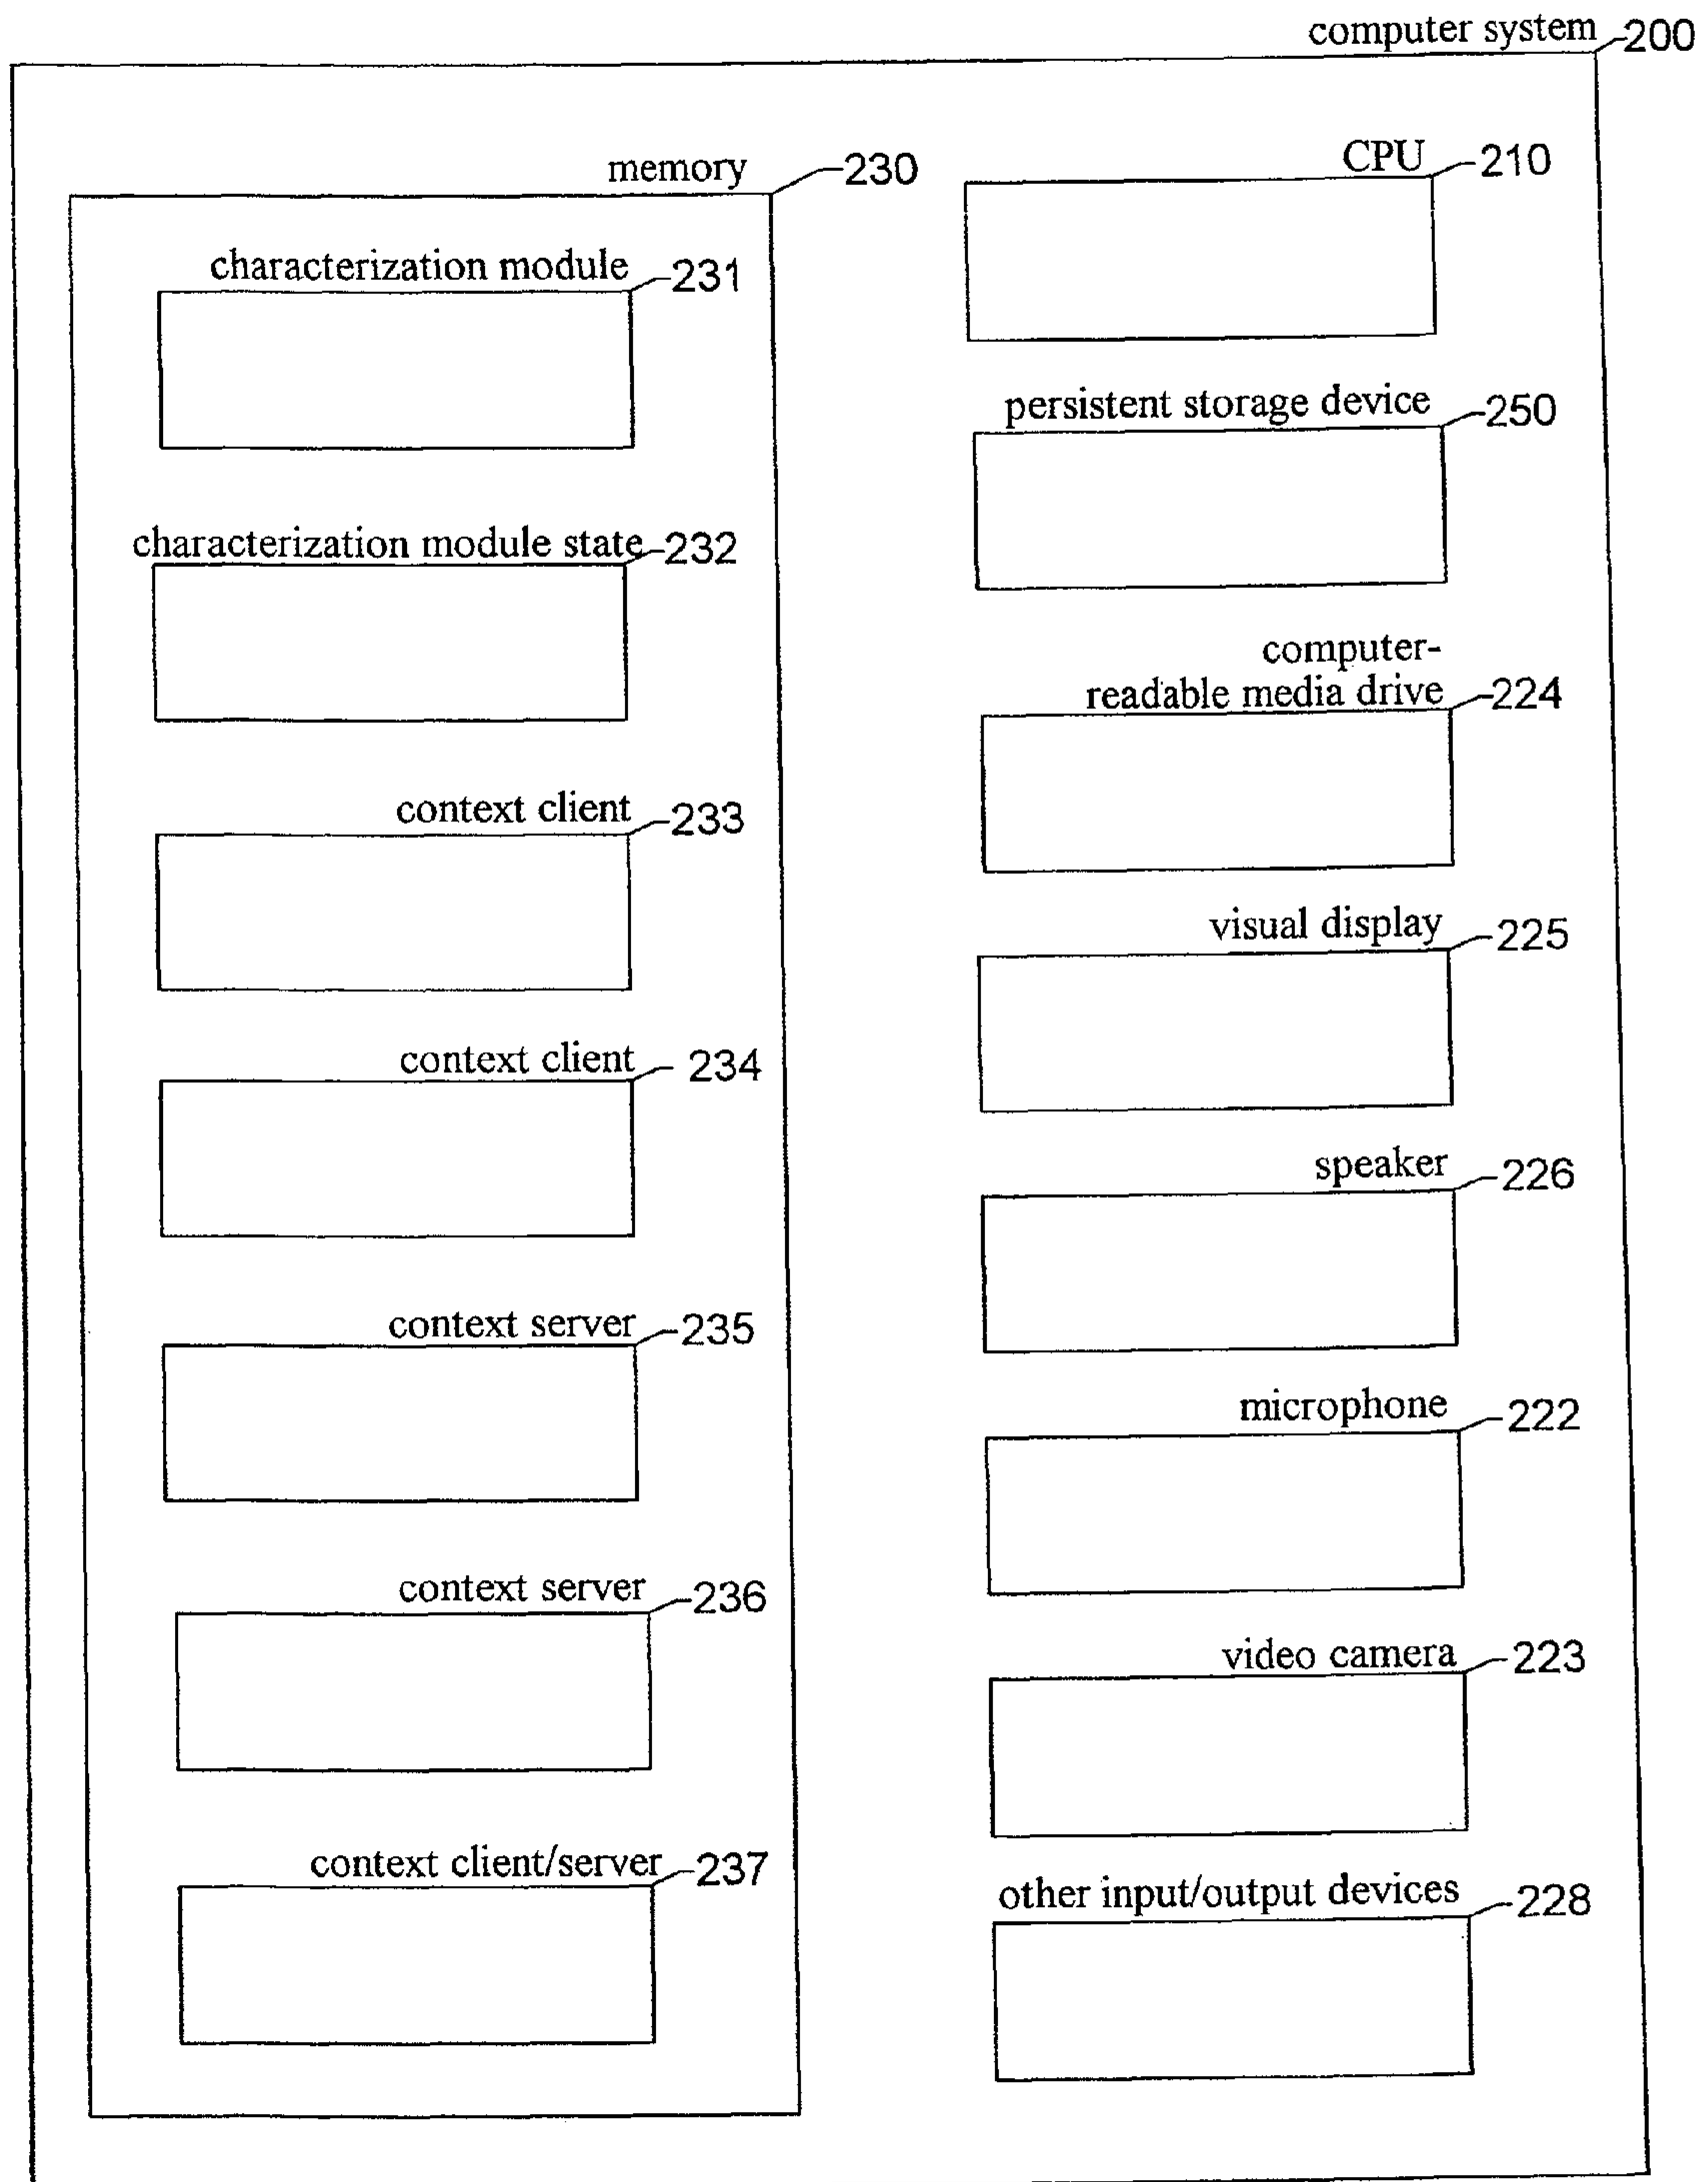 computer system 200
memory 230
characterization module 231
characterization module state 232
context client 233
context client 234
context server 235
context server 236
context client/server 237
CPU 210
persistent storage device 250
computer-
readable media drive 224
visual display 225
speaker 226
microphone 222
video camera 223
other input/output devices 228